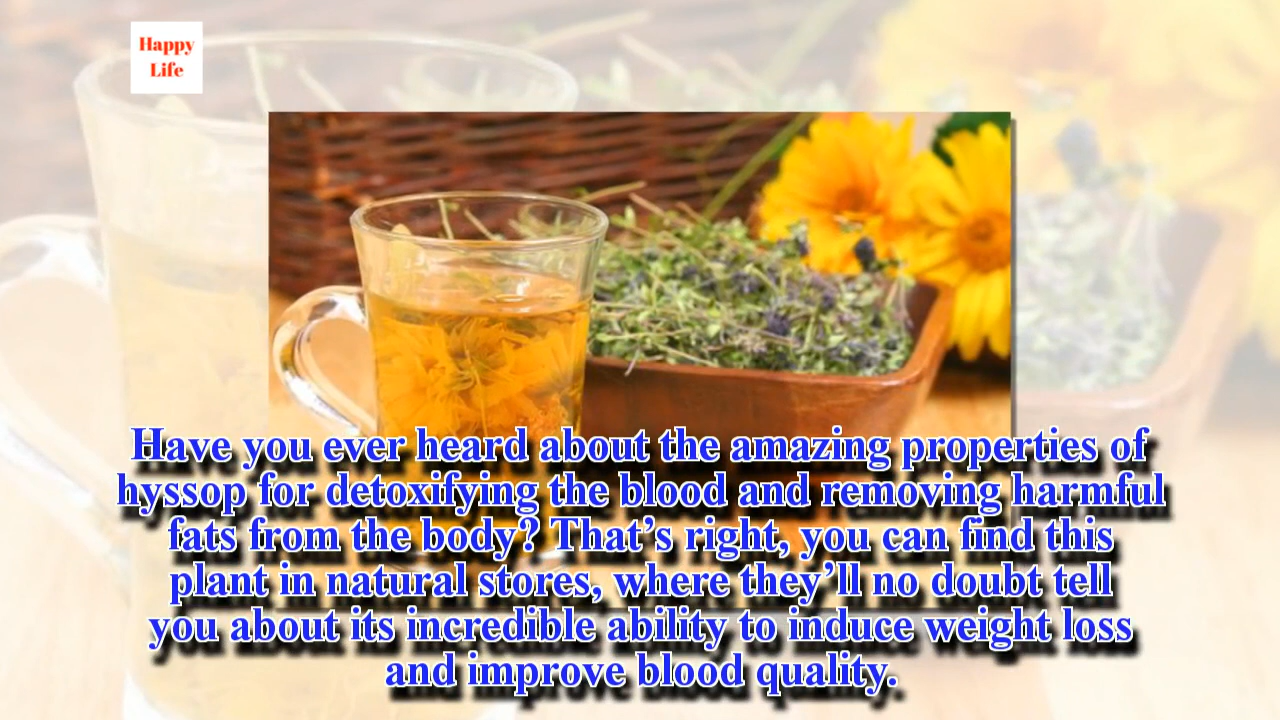 Happy
Life
Have you ever heard about the amazing properties of
hyssop for detoxifying the blood and removing harmful
fats from the body? That’s right, you can find this
plant in natural stores, where they’ll no doubt tell
you about its incredible ability to induce weight loss
and improve blood quality.